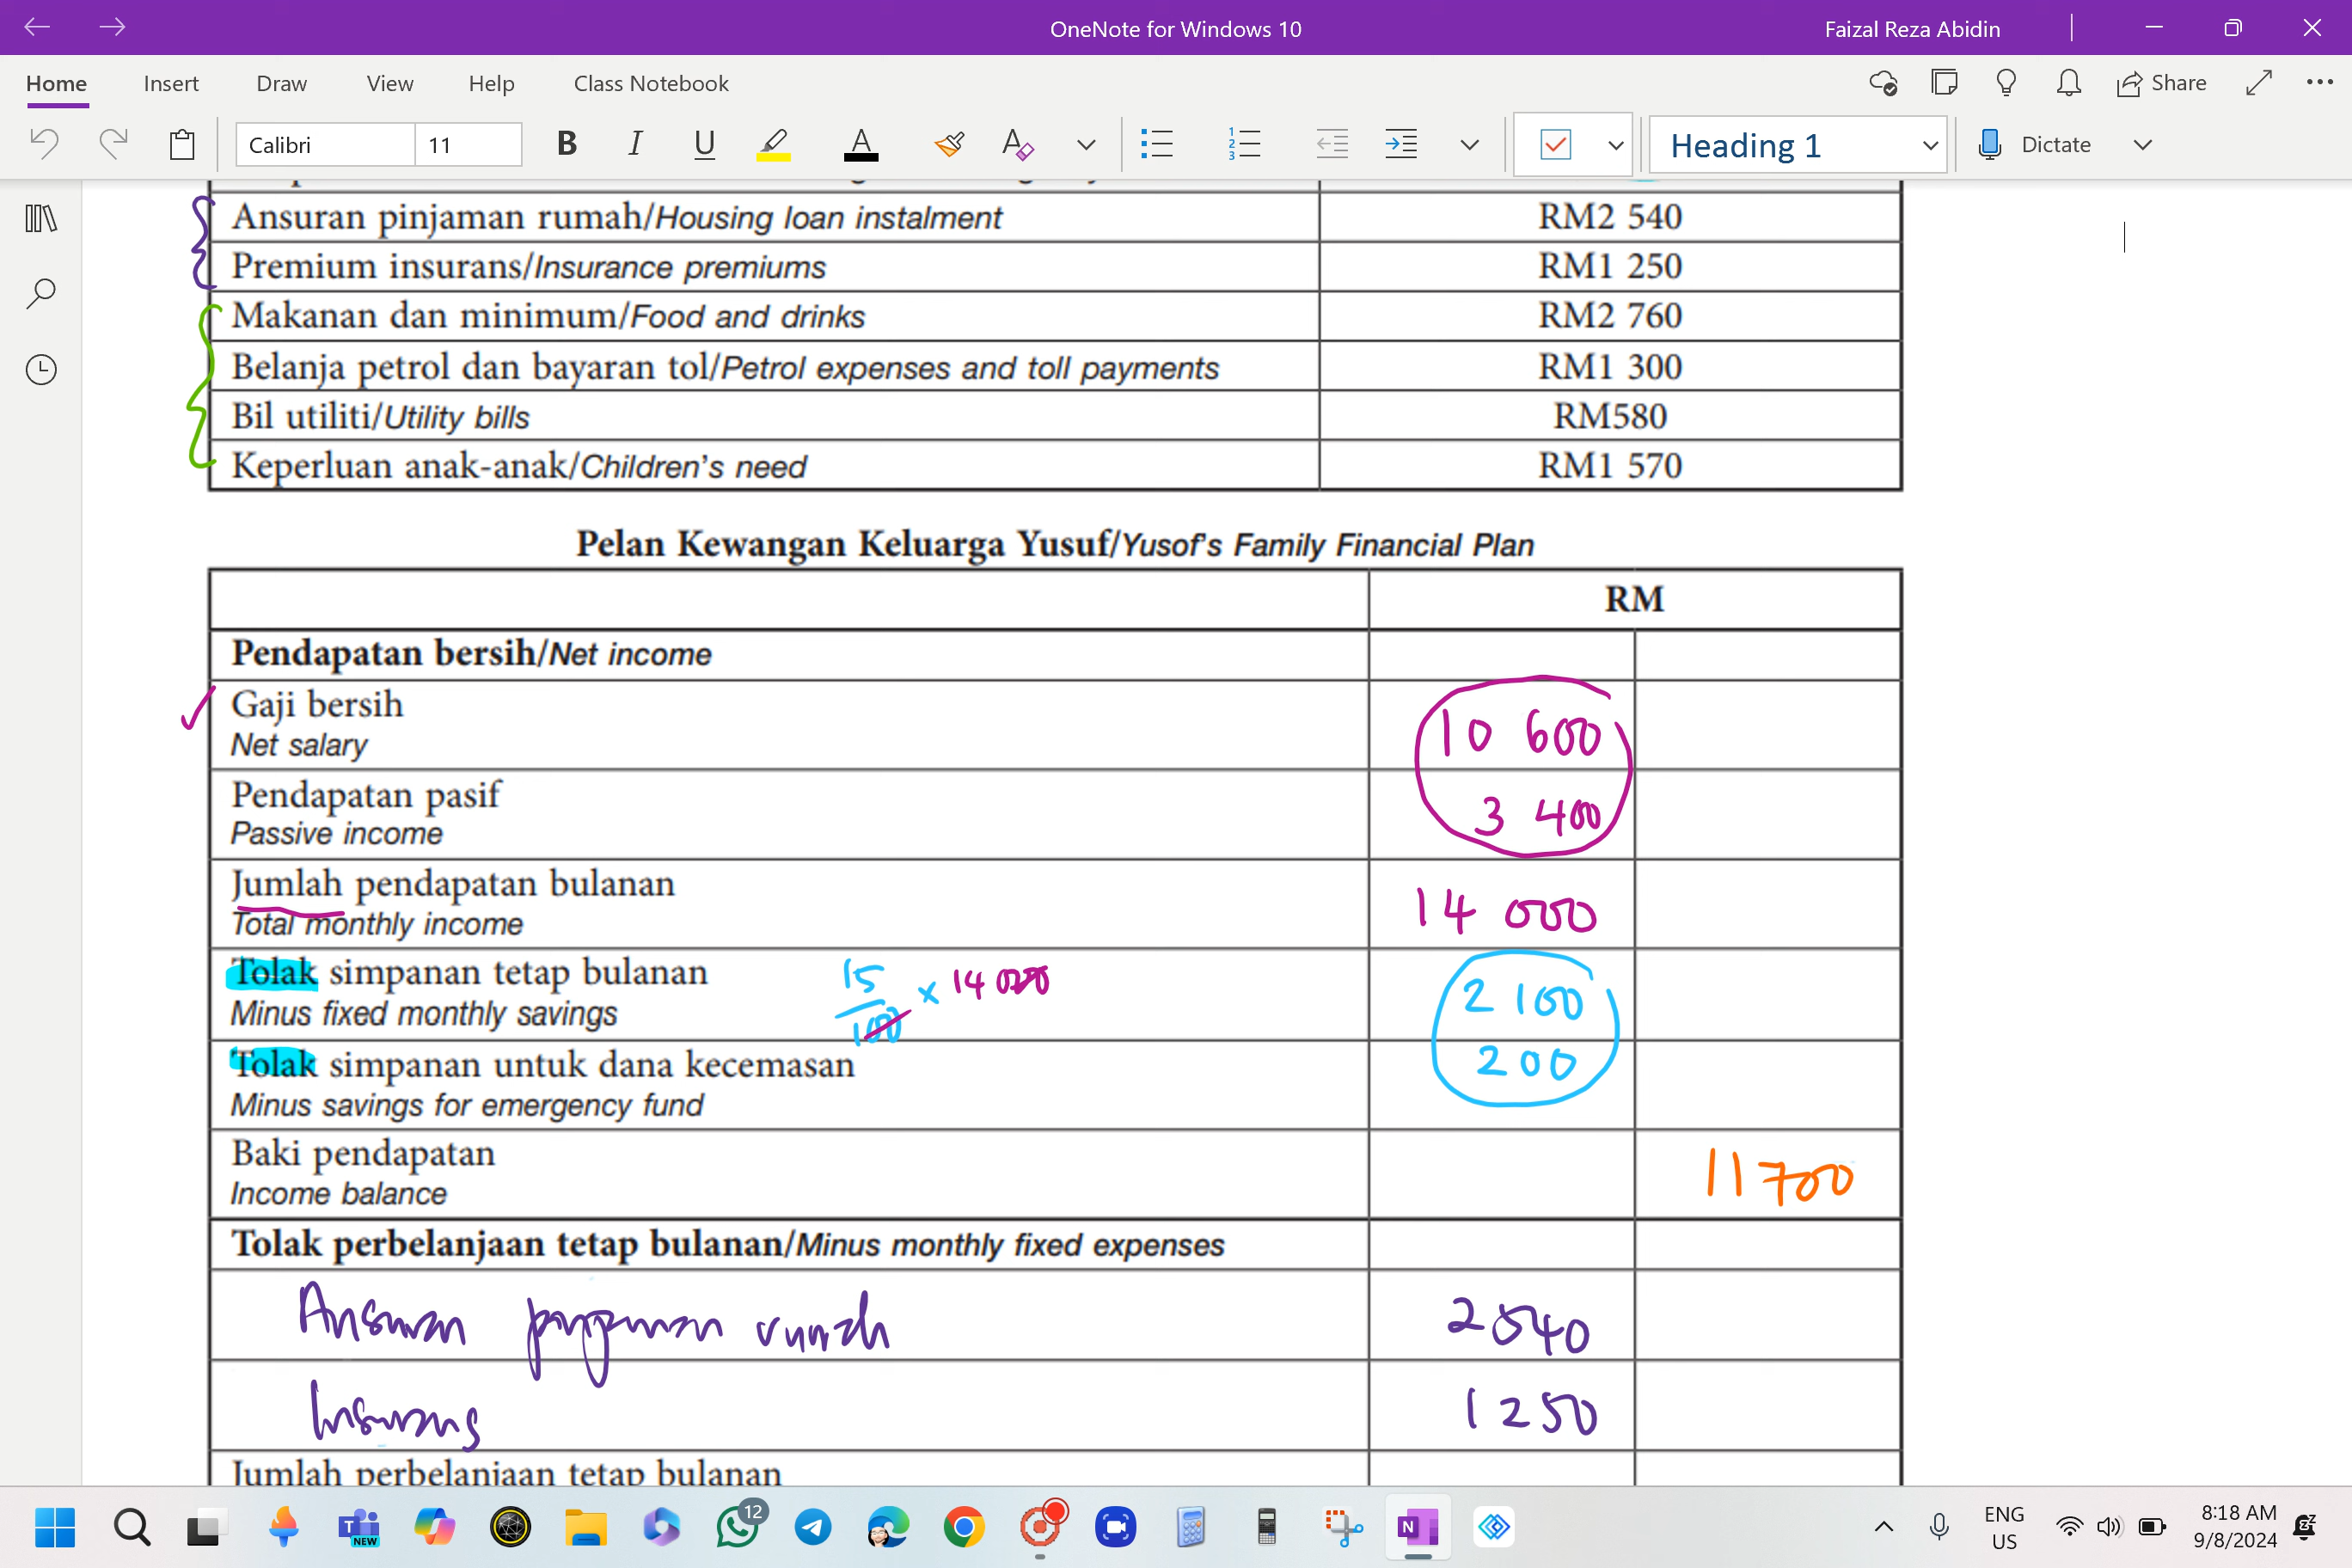 OneNote for Windows 10
Faizal Reza Abidin
Home Insert Draw View Help Class Notebook Share
Calibri 11 B I U A Heading 1 Dictate
Ansuran pinjaman rumah/Housing loan instalment RM2 540
Premium insurans/Insurance premiums RM1 250
Makanan dan minimum/Food and drinks RM2 760
Belanja petrol dan bayaran tol/Petrol expenses and toll payments RM1 300
Bil utiliti/Utility bills RM580
Keperluan anak-anak/Children's need RM1 570
Pelan Kewangan Keluarga Yusuf/Yusof's Family Financial Plan
RM
Pendapatan bersih/Net income
Gaji bersih 10 600
Net salary
Pendapatan pasif 3 400
Passive income
Jumlah pendapatan bulanan 14 000
Total monthly income
Tolak simpanan tetap bulanan 15/100 × 14 000 2 100
Minus fixed monthly savings
Tolak simpanan untuk dana kecemasan 200
Minus savings for emergency fund
Baki pendapatan 11 700
Income balance
Tolak perbelanjaan tetap bulanan/Minus monthly fixed expenses
Ansuran pinjaman rumah 2540
Insurans 1250
Jumlah perbelanjaan tetap bulanan
12
NEW
ENG
US
8:18 AM
9/8/2024